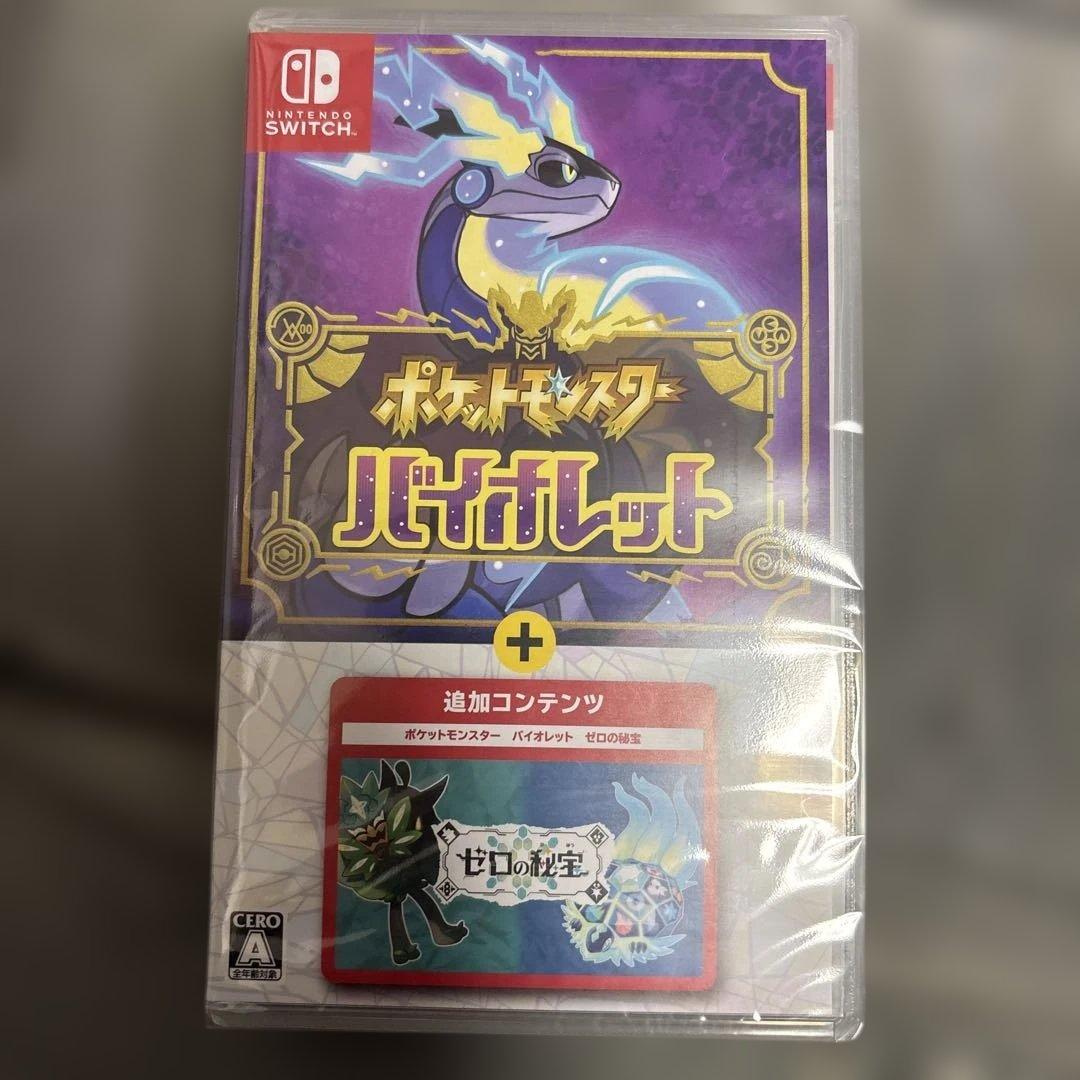 NINTENDO
SWITCH™
ポケットモンスター
バイオレット
+
追加コンテンツ
ポケットモンスター バイオレット ゼロの秘宝
ゼロの秘宝
CERO
A
全年齢対象